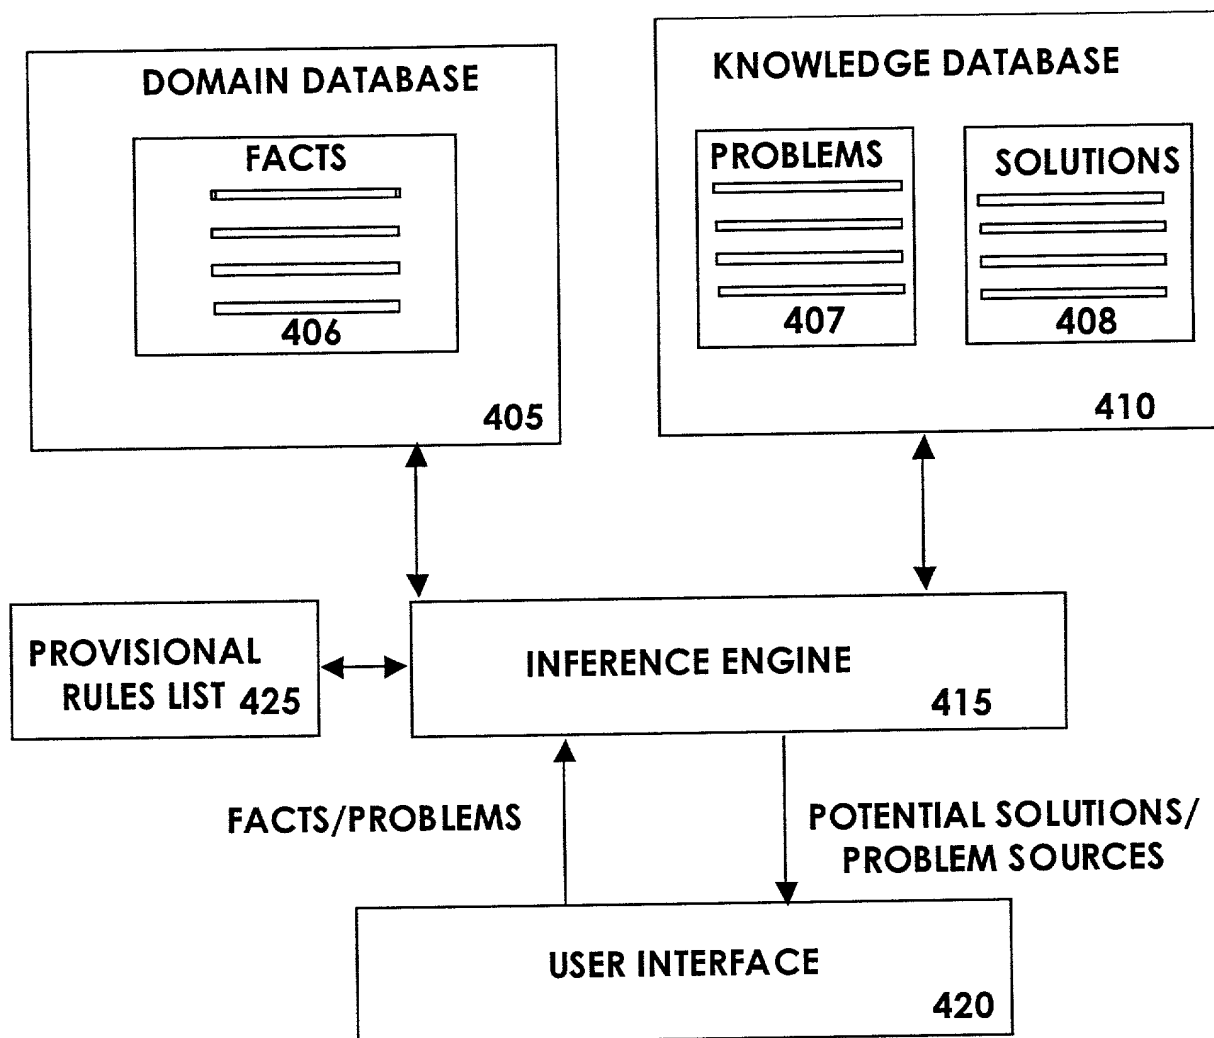 DOMAIN DATABASE
FACTS
406
405
KNOWLEDGE DATABASE
PROBLEMS
407
SOLUTIONS
408
410
PROVISIONAL
RULES LIST 425
INFERENCE ENGINE
415
FACTS/PROBLEMS
POTENTIAL SOLUTIONS/
PROBLEM SOURCES
USER INTERFACE
420